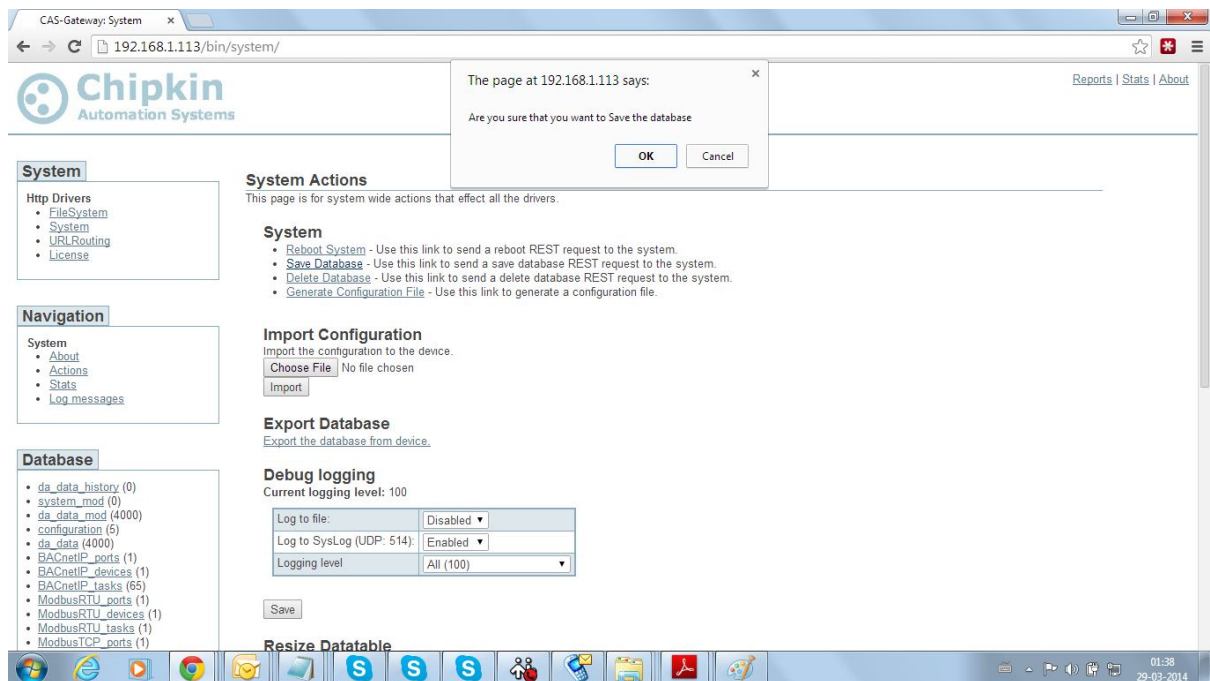 CAS-Gateway: System
192.168.1.113/bin/system/
Chipkin
Automation Systems
The page at 192.168.1.113 says:
Are you sure that you want to Save the database
OK Cancel
Reports | Stats | About
System
Http Drivers
FileSystem
System
URLRouting
License
Navigation
System
About
Actions
Stats
Log messages
Database
da_data_history (0)
system_mod (0)
da_data_mod (4000)
configuration (5)
da_data (4000)
BACnetIP_ports (1)
BACnetIP_devices (1)
BACnetIP_tasks (65)
ModbusRTU_ports (1)
ModbusRTU_devices (1)
ModbusRTU_tasks (1)
ModbusTCP_ports (1)
System Actions
This page is for system wide actions that effect all the drivers.
System
Reboot System - Use this link to send a reboot REST request to the system.
Save Database - Use this link to send a save database REST request to the system.
Delete Database - Use this link to send a delete database REST request to the system.
Generate Configuration File - Use this link to generate a configuration file.
Import Configuration
Import the configuration to the device.
Choose File No file chosen
Import
Export Database
Export the database from device.
Debug logging
Current logging level: 100
Log to file: Disabled
Log to SysLog (UDP: 514): Enabled
Logging level All (100)
Save
Resize Datatable
01:38
29-03-2014